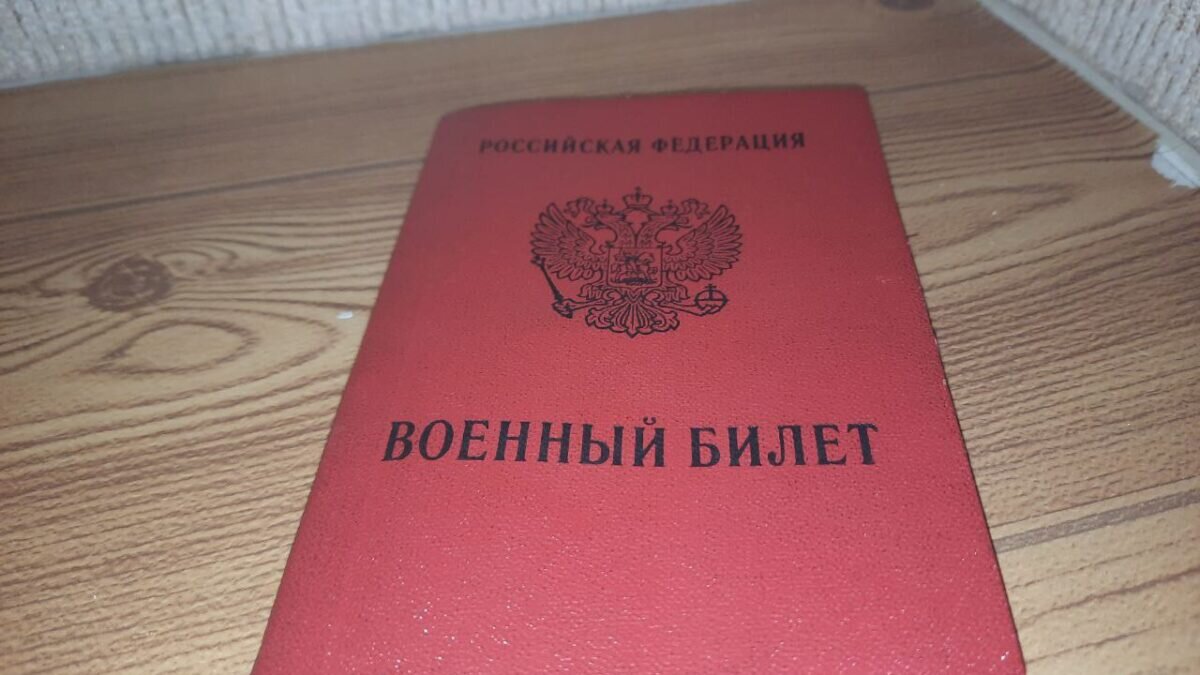 РОССИЙСКАЯ ФЕДЕРАЦИЯ
ВОЕННЫЙ БИЛЕТ